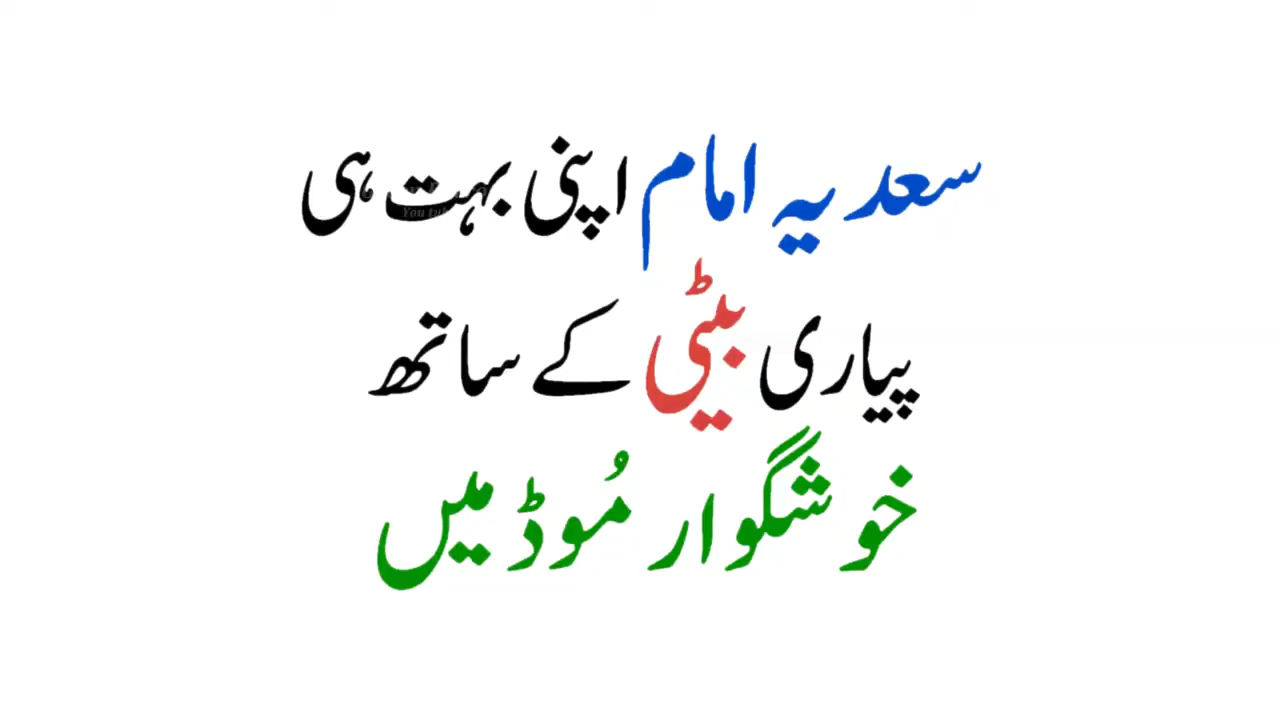 سعدیہ امام اپنی بہت ہی
پیاری بیٹی کے ساتھ
خوشگوار مُوڈ میں